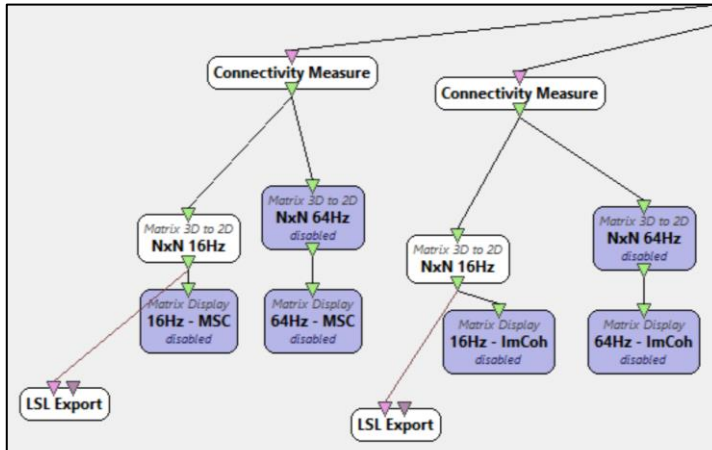 Connectivity Measure
Connectivity Measure
Matrix 3D to 2D
NxN 64Hz
disabled
Matrix 3D to 2D
NxN 16Hz
Matrix 3D to 2D
NxN 64Hz
disabled
Matrix 3D to 2D
NxN 16Hz
Matrix Display
16Hz - MSC
disabled
Matrix Display
64Hz - MSC
disabled
Matrix Display
16Hz - ImCoh
disabled
Matrix Display
64Hz - ImCoh
disabled
LSL Export
LSL Export